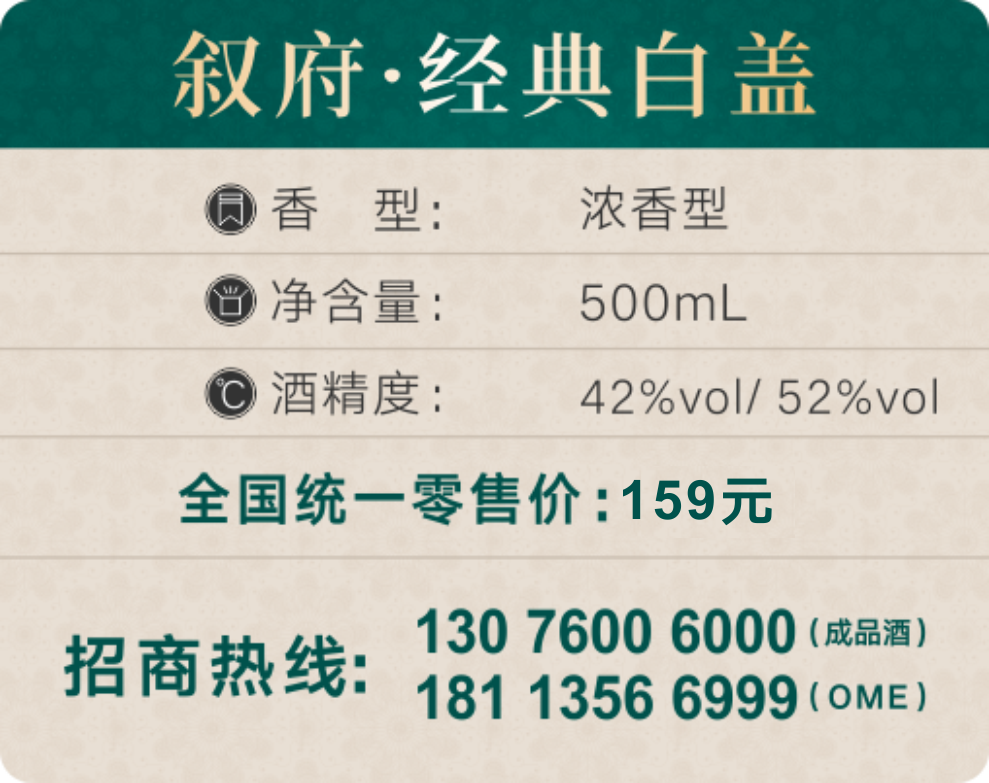 叙府·经典白盖
香 型: 浓香型
净含量: 500mL
℃ 酒精度: 42%vol/ 52%vol
全国统一零售价:159元
招商热线: 130 7600 6000(成品酒)
181 1356 6999(OME)